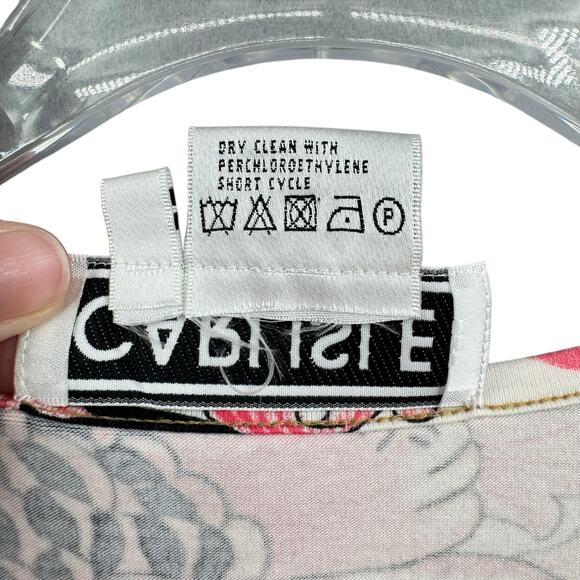 DRY CLEAN WITH
PERCHLOROETHYLENE
SHORT CYCLE
P
CARLISLE